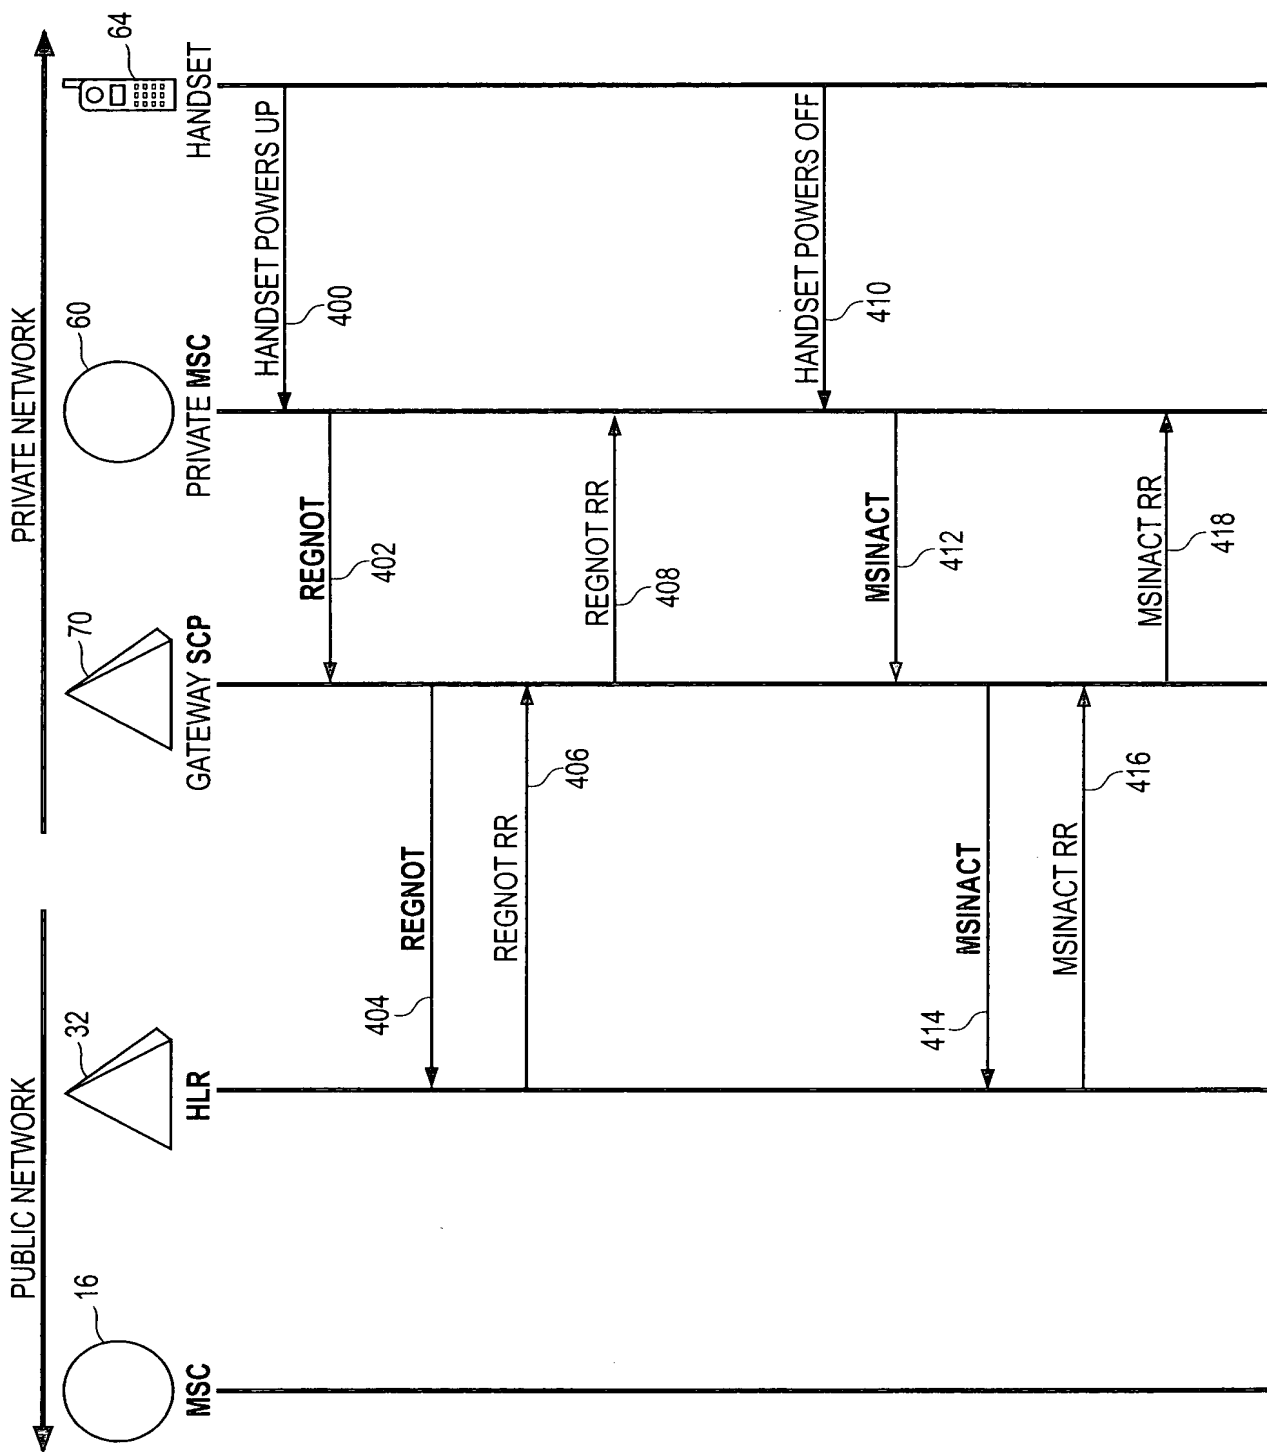 PUBLIC NETWORK
PRIVATE NETWORK
16
32
70
60
64
MSC
HLR
GATEWAY SCP
PRIVATE MSC
HANDSET
HANDSET POWERS UP
400
REGNOT
402
REGNOT
404
REGNOT RR
406
REGNOT RR
408
HANDSET POWERS OFF
410
MSINACT
412
MSINACT
414
MSINACT RR
416
MSINACT RR
418